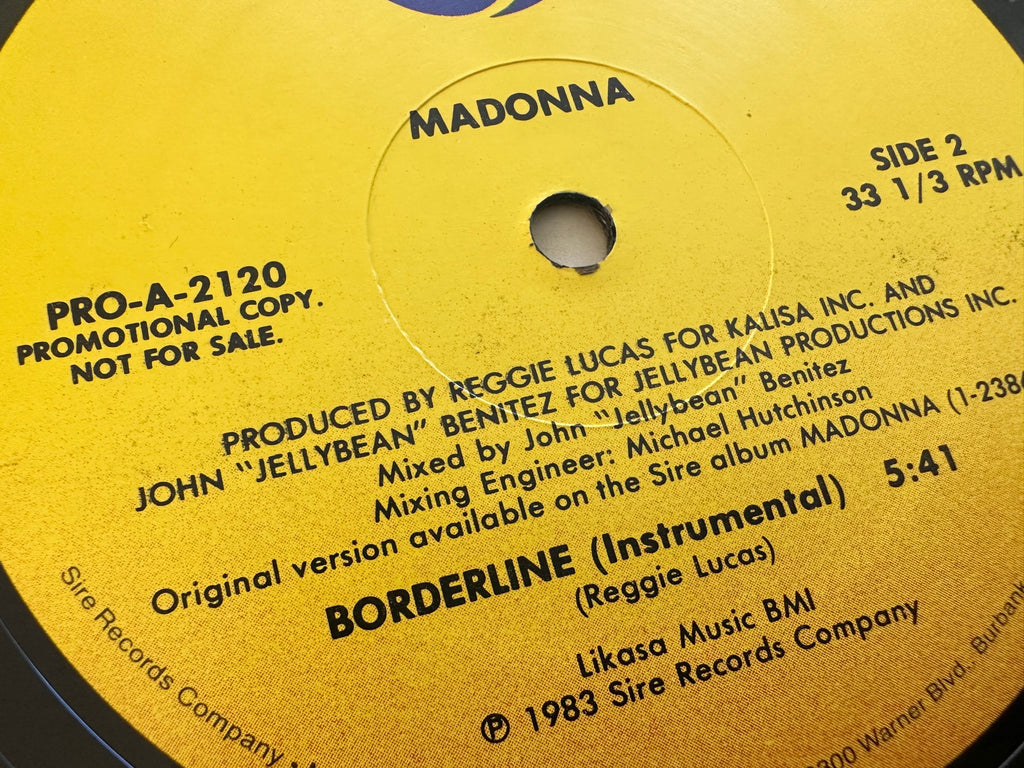 MADONNA
SIDE 2
33 1/3 RPM
PRO-A-2120
PROMOTIONAL COPY.
NOT FOR SALE.
PRODUCED BY REGGIE LUCAS FOR KALISA INC. AND
JOHN "JELLYBEAN" BENITEZ FOR JELLYBEAN PRODUCTIONS INC.
Mixed by John "Jellybean" Benitez
Mixing Engineer: Michael Hutchinson
Original version available on the Sire album MADONNA (1-2386
BORDERLINE (Instrumental) 5:41
(Reggie Lucas)
Likasa Music BMI
℗ 1983 Sire Records Company
Sire Records Company •
Warner Blvd., Burbank